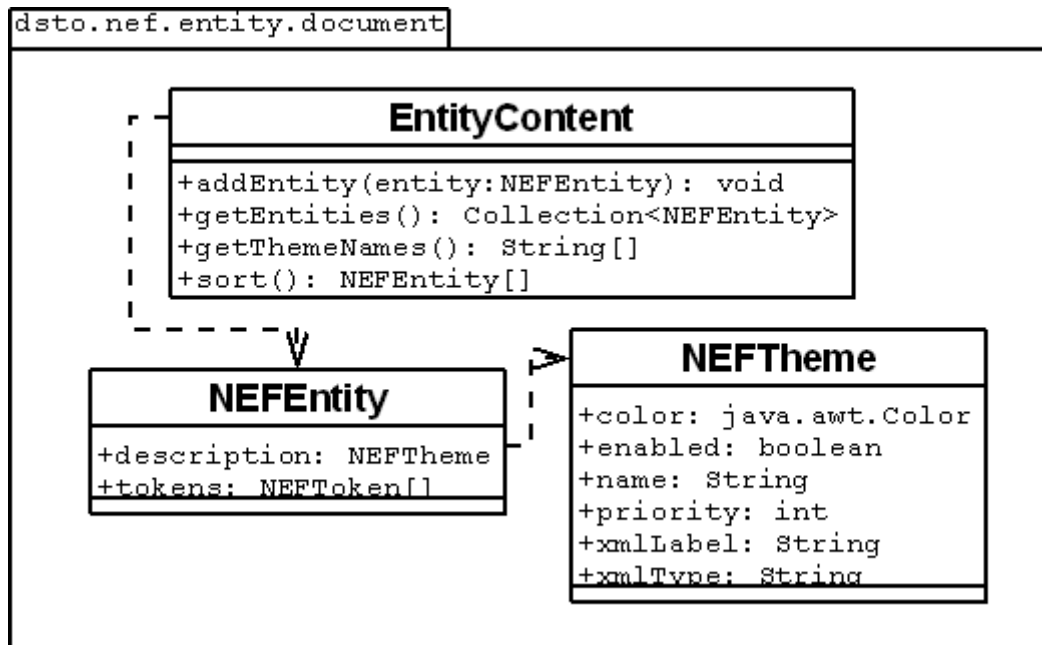 dsto.nef.entity.document
EntityContent
+addEntity(entity:NEFEntity): void
+getEntities(): Collection<NEFEntity>
+getThemeNames(): String[]
+sort(): NEFEntity[]
NEFEntity
+description: NEFTheme
+tokens: NEFToken[]
NEFTheme
+color: java.awt.Color
+enabled: boolean
+name: String
+priority: int
+xmlLabel: String
+xmlType: String